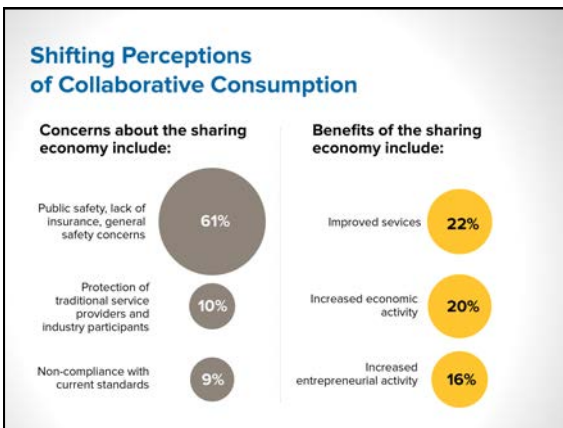 Shifting Perceptions
of Collaborative Consumption
Concerns about the sharing
economy include:
Public safety, lack of
insurance, general
safety concerns
61%
Protection of
traditional service
providers and
industry participants
10%
Non-compliance with
current standards
9%
Benefits of the sharing
economy include:
Improved sevices
22%
Increased economic
activity
20%
Increased
entrepreneurial activity
16%